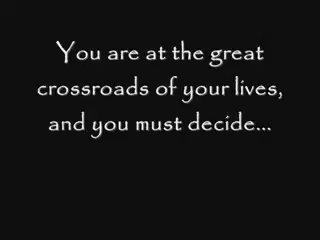 You are at the great
crossroads of your lives,
and you must decide...